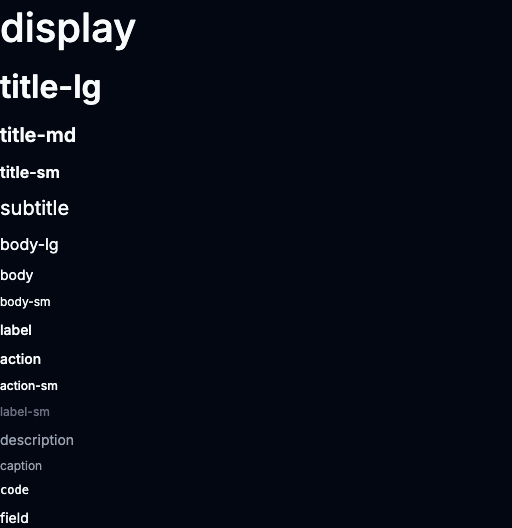 display
title-lg
title-md
title-sm
subtitle
body-lg
body
body-sm
label
action
action-sm
label-sm
description
caption
code
field